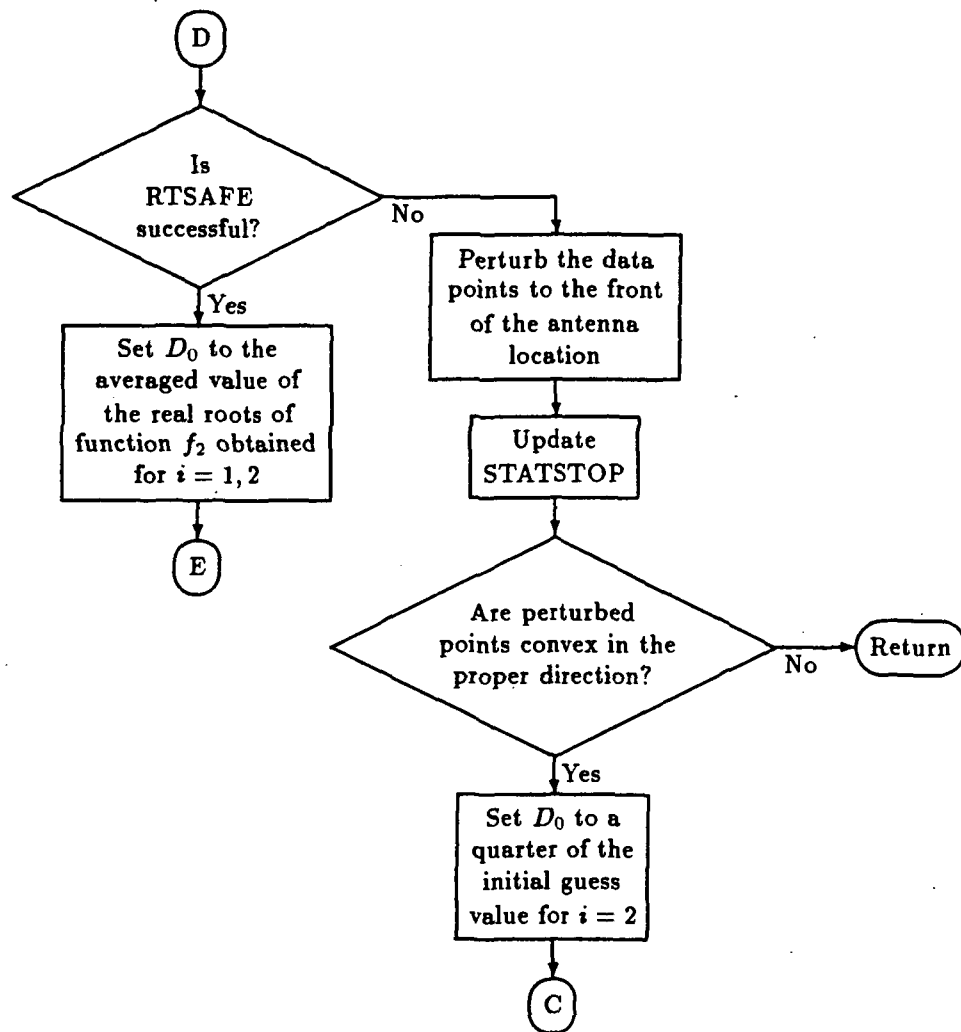 D
Is
RTSAFE
successful?
No
Yes
Set D₀ to the
averaged value of
the real roots of
function f₂ obtained
for i = 1, 2
E
Perturb the data
points to the front
of the antenna
location
Update
STATSTOP
Are perturbed
points convex in the
proper direction?
No
Return
Yes
Set D₀ to a
quarter of the
initial guess
value for i = 2
C